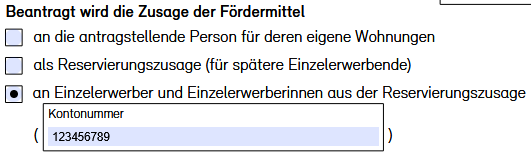 Beantragt wird die Zusage der Fördermittel
an die antragstellende Person für deren eigene Wohnungen
als Reservierungszusage (für spätere Einzelerwerbende)
an Einzelerwerber und Einzelerwerberinnen aus der Reservierungszusage
Kontonummer
( 123456789 )